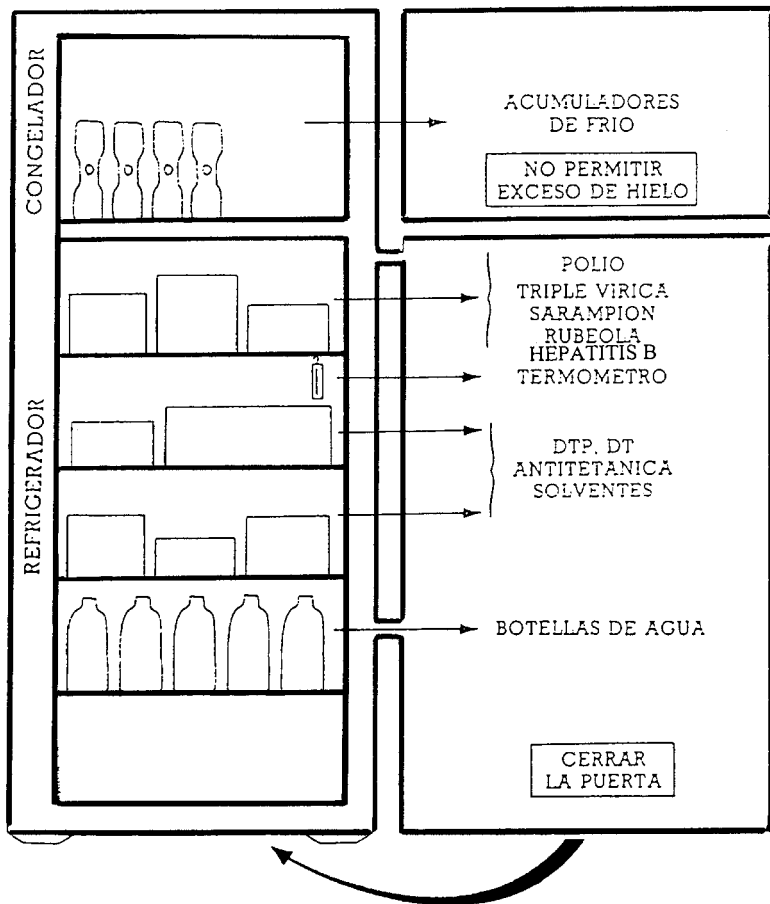 CONGELADOR
ACUMULADORES
DE FRIO
NO PERMITIR
EXCESO DE HIELO
REFRIGERADOR
POLIO
TRIPLE VIRICA
SARAMPION
RUBEOLA
HEPATITIS B
TERMOMETRO
DTP, DT
ANTITETANICA
SOLVENTES
BOTELLAS DE AGUA
CERRAR
LA PUERTA